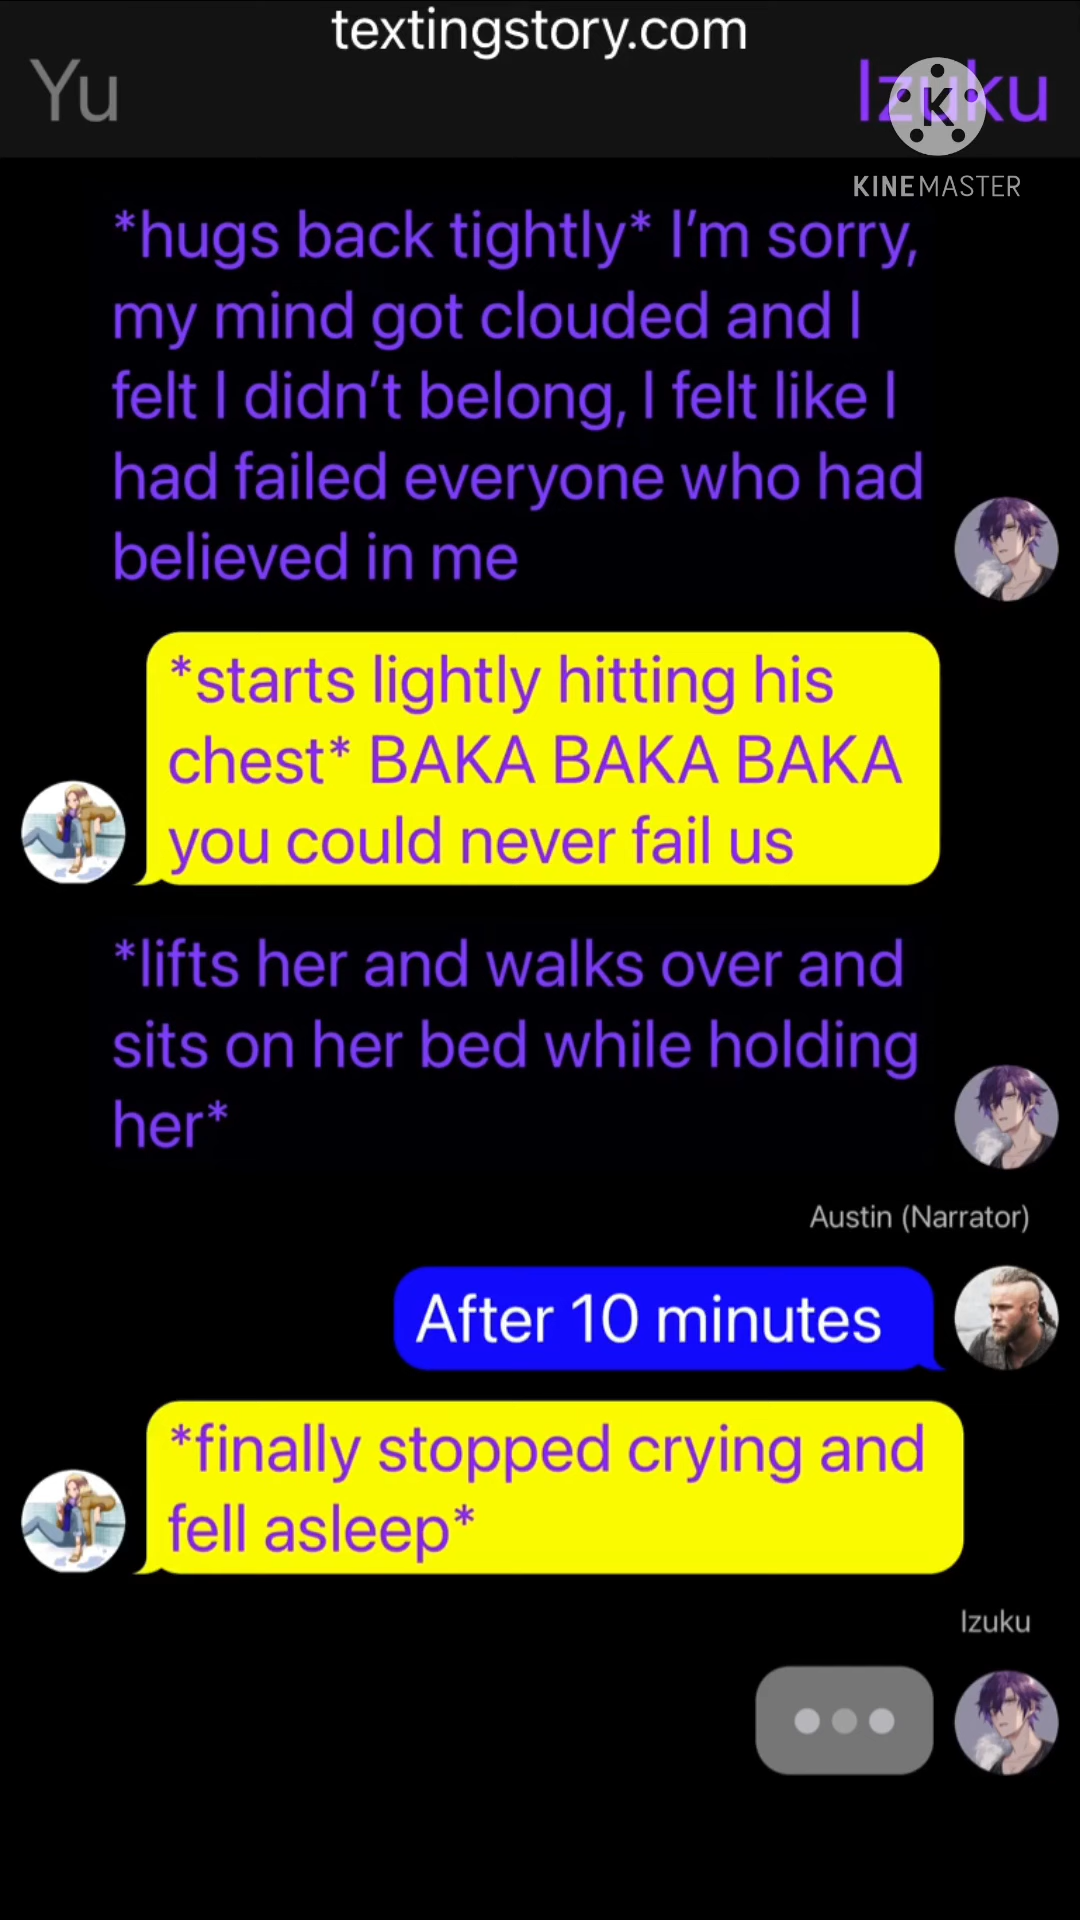 textingstory.com
Yu
Izuku
K
KINEMASTER
*hugs back tightly* I’m sorry,
my mind got clouded and I
felt I didn’t belong, I felt like I
had failed everyone who had
believed in me
*starts lightly hitting his
chest* BAKA BAKA BAKA
you could never fail us
*lifts her and walks over and
sits on her bed while holding
her*
Austin (Narrator)
After 10 minutes
*finally stopped crying and
fell asleep*
Izuku